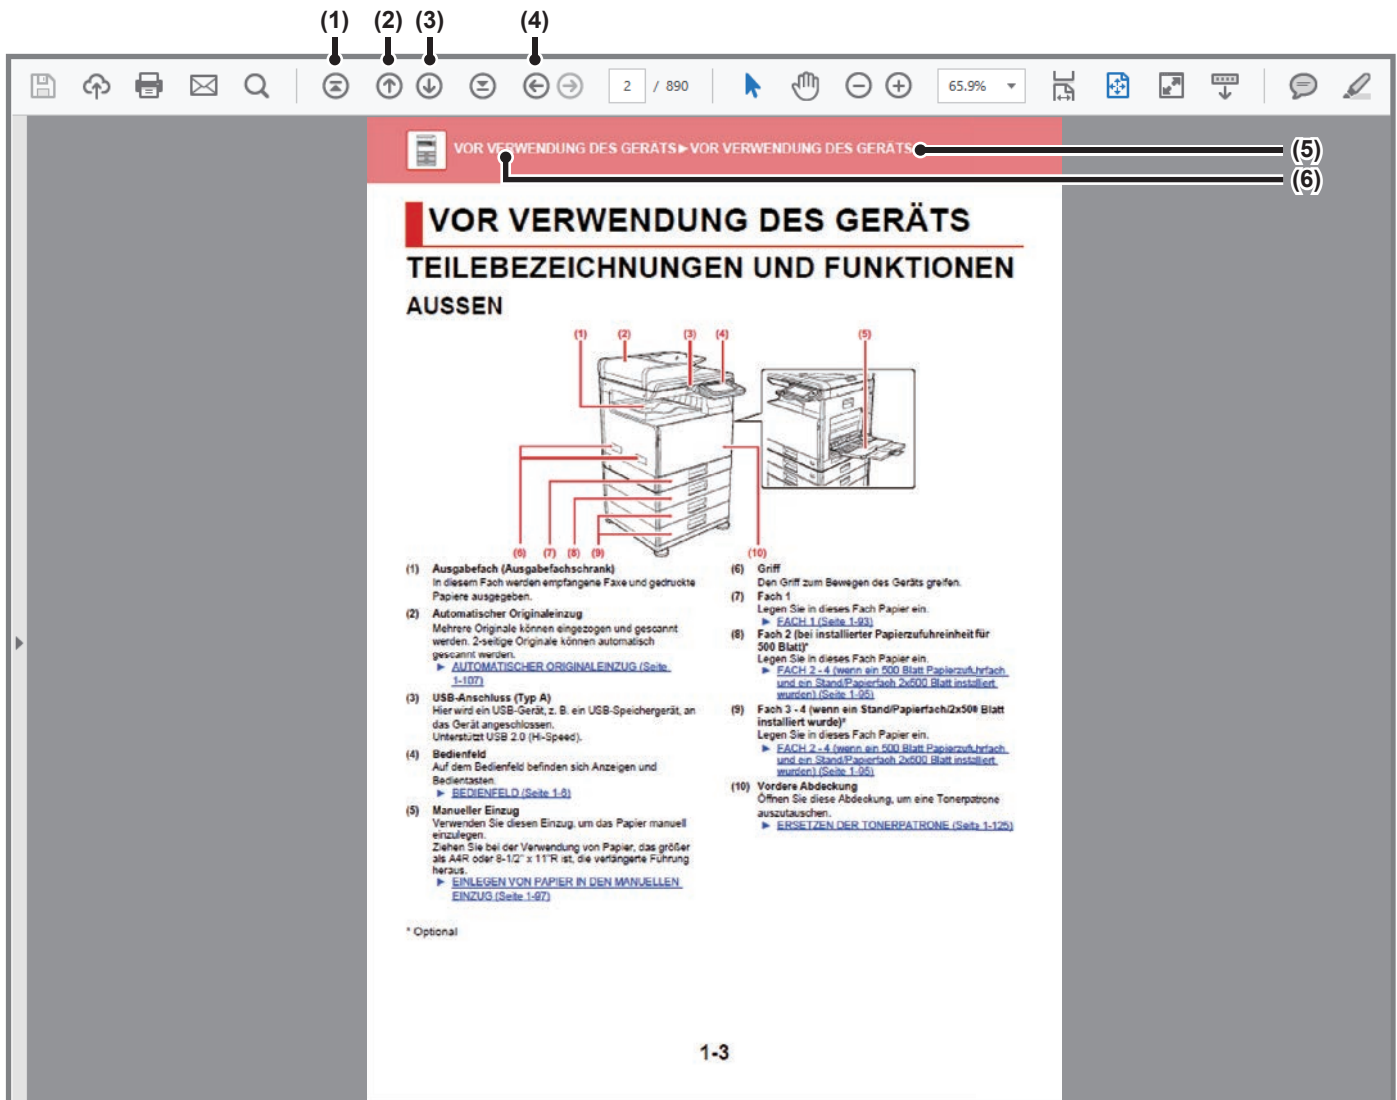 (1) (2) (3) (4)
2 / 890 65.9%
VOR VERWENDUNG DES GERÄTS►VOR VERWENDUNG DES GERÄTS
(5)
(6)
VOR VERWENDUNG DES GERÄTS
TEILEBEZEICHNUNGEN UND FUNKTIONEN
AUSSEN
(1) (2) (3) (4) (5)
(6) (7) (8) (9) (10)
(1) Ausgabefach (Ausgabefachschrank)
In diesem Fach werden empfangene Faxe und gedruckte
Papiere ausgegeben.
(2) Automatischer Originaleinzug
Mehrere Originale können eingezogen und gescannt
werden. 2-seitige Originale können automatisch
gescannt werden.
► AUTOMATISCHER ORIGINALEINZUG (Seite
1-107)
(3) USB-Anschluss (Typ A)
Hier wird ein USB-Gerät, z. B. ein USB-Speichergerät, an
das Gerät angeschlossen.
Unterstützt USB 2.0 (Hi-Speed).
(4) Bedienfeld
Auf dem Bedienfeld befinden sich Anzeigen und
Bedientasten.
► BEDIENFELD (Seite 1-6)
(5) Manueller Einzug
Verwenden Sie diesen Einzug, um das Papier manuell
einzulegen.
Ziehen Sie bei der Verwendung von Papier, das größer
als A4R oder 8-1/2" x 11"R ist, die verlängerte Führung
heraus.
► EINLEGEN VON PAPIER IN DEN MANUELLEN
EINZUG (Seite 1-97)
(6) Griff
Den Griff zum Bewegen des Geräts greifen.
(7) Fach 1
Legen Sie in dieses Fach Papier ein.
► FACH 1 (Seite 1-93)
(8) Fach 2 (bei installierter Papierzufuhreinheit für
500 Blatt)*
Legen Sie in dieses Fach Papier ein.
► FACH 2 - 4 (wenn ein 500 Blatt Papierzufuhrfach
und ein Stand/Papierfach 2x500 Blatt installiert
wurden) (Seite 1-95)
(9) Fach 3 - 4 (wenn ein Stand/Papierfach/2x500 Blatt
installiert wurde)*
Legen Sie in dieses Fach Papier ein.
► FACH 2 - 4 (wenn ein 500 Blatt Papierzufuhrfach
und ein Stand/Papierfach 2x500 Blatt installiert
wurden) (Seite 1-95)
(10) Vordere Abdeckung
Öffnen Sie diese Abdeckung, um eine Tonerpatrone
auszutauschen.
► ERSETZEN DER TONERPATRONE (Seite 1-125)
* Optional
1-3